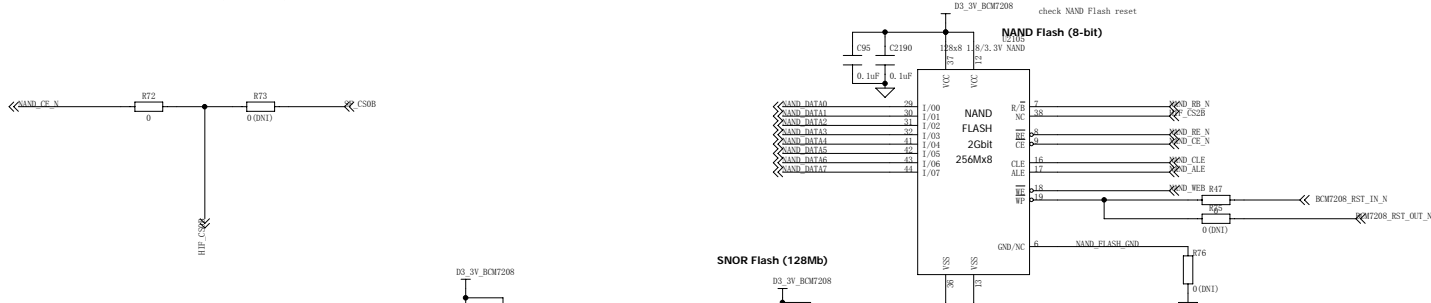 D3_3V_BCM7208
check NAND Flash reset
NAND Flash (8-bit)
U2105
128x8 1.8/3.3V NAND
C95
C2190
0.1uF
0.1uF
37
12
VCC
VCC
NAND_CE_N
R72
0
R73
0(DNI)
HIF_CS0B
NAND_DATA0 29 I/O0
NAND_DATA1 30 I/O1
NAND_DATA2 31 I/O2
NAND_DATA3 32 I/O3
NAND_DATA4 41 I/O4
NAND_DATA5 42 I/O5
NAND_DATA6 43 I/O6
NAND_DATA7 44 I/O7
NAND
FLASH
2Gbit
256Mx8
R/B 7 NAND_RB_N
NC 38 HIF_CS2B
RE 8 NAND_RE_N
CE 9 NAND_CE_N
CLE 16 NAND_CLE
ALE 17 NAND_ALE
WE 18 NAND_WEB
WP 19
R47
BCM7208_RST_IN_N
0(DNI)
BCM7208_RST_OUT_N
GND/NC 6 NAND_FLASH_GND
R76
0(DNI)
VSS
VSS
36
13
SNOR Flash (128Mb)
D3_3V_BCM7208
D3_3V_BCM7208